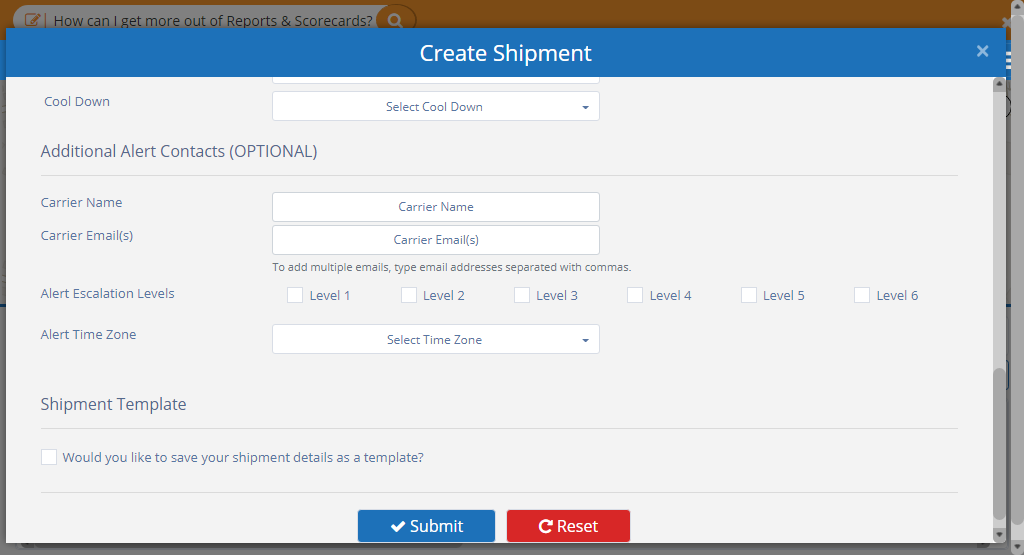 How can I get more out of Reports & Scorecards?
Create Shipment
×
Cool Down
Select Cool Down
Additional Alert Contacts (OPTIONAL)
Carrier Name
Carrier Name
Carrier Email(s)
Carrier Email(s)
To add multiple emails, type email addresses separated with commas.
Alert Escalation Levels
Level 1 Level 2 Level 3 Level 4 Level 5 Level 6
Alert Time Zone
Select Time Zone
Shipment Template
Would you like to save your shipment details as a template?
Submit
Reset